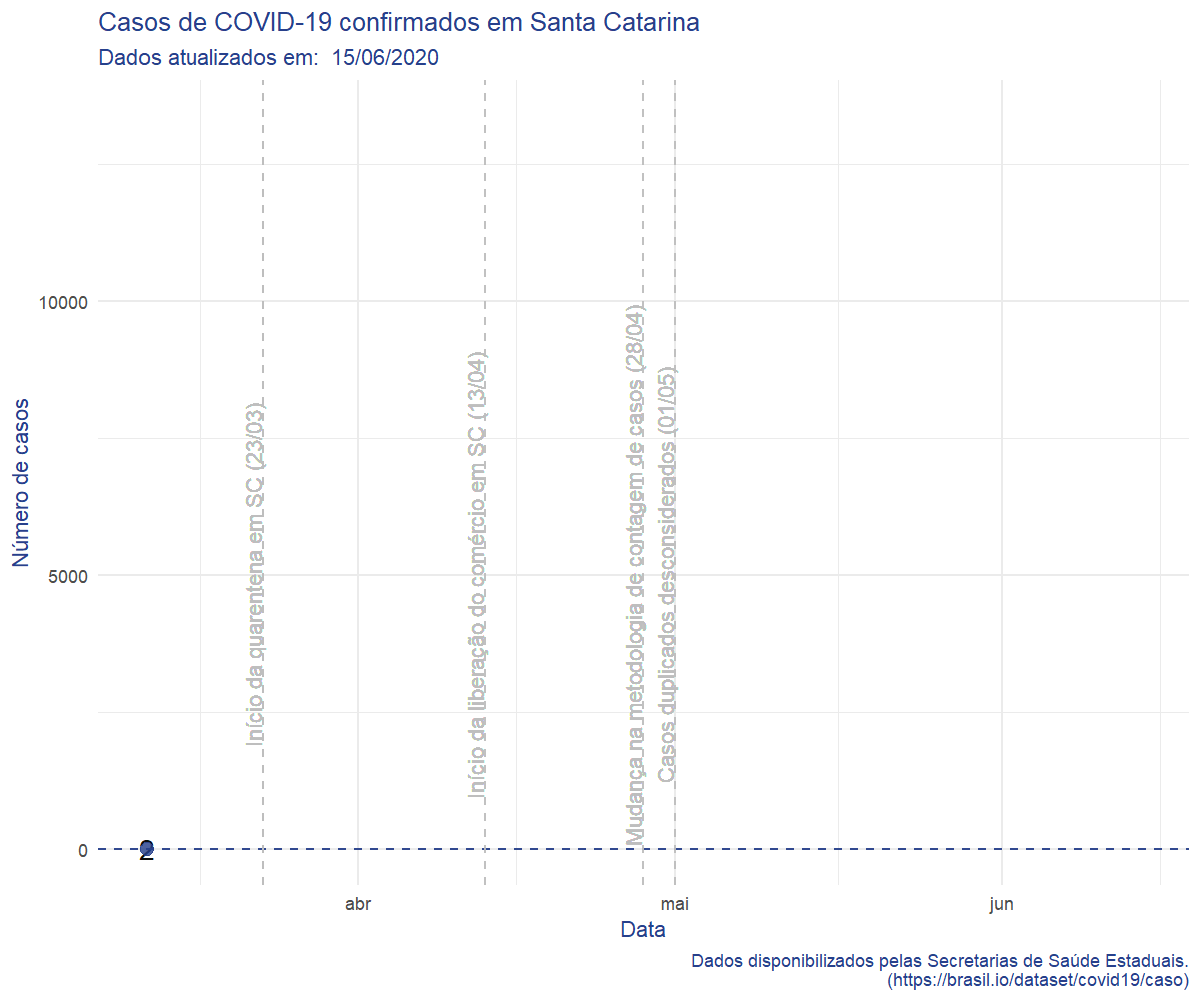 Casos de COVID-19 confirmados em Santa Catarina
Dados atualizados em:  15/06/2020
Número de casos
10000
5000
0
Início da quarentena em SC (23/03)
Início da liberação do comércio em SC (13/04)
Mudança na metodologia de contagem de casos (28/04)
Casos duplicados desconsiderados (01/05)
2
abr
mai
jun
Data
Dados disponibilizados pelas Secretarias de Saúde Estaduais.
(https://brasil.io/dataset/covid19/caso)